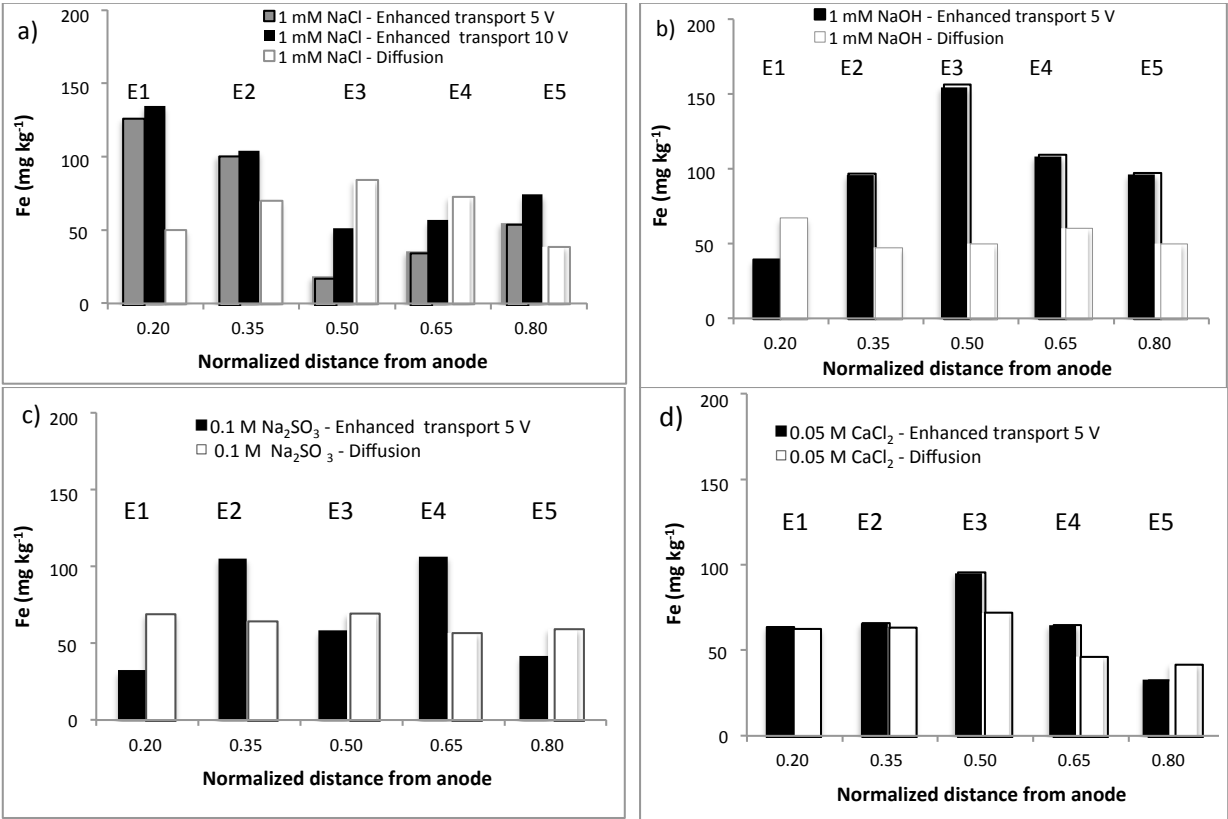 a)
200
150
100
50
0
Fe (mg kg⁻¹)
1 mM NaCl - Enhanced transport 5 V
1 mM NaCl - Enhanced transport 10 V
1 mM NaCl - Diffusion
E1 E2 E3 E4 E5
0.20 0.35 0.50 0.65 0.80
Normalized distance from anode
b)
200
150
100
50
0
Fe (mg kg⁻¹)
1 mM NaOH - Enhanced transport 5 V
1 mM NaOH - Diffusion
E1 E2 E3 E4 E5
0.20 0.35 0.50 0.65 0.80
Normalized distance from anode
c)
200
150
100
50
0
Fe (mg kg⁻¹)
0.1 M Na₂SO₃ - Enhanced transport 5 V
0.1 M Na₂SO ₃ - Diffusion
E1 E2 E3 E4 E5
0.20 0.35 0.50 0.65 0.80
Normalized distance from anode
d)
200
150
100
50
0
Fe (mg kg⁻¹)
0.05 M CaCl₂ - Enhanced transport 5 V
0.05 M CaCl₂ - Diffusion
E1 E2 E3 E4 E5
0.20 0.35 0.50 0.65 0.80
Normalized distance from anode